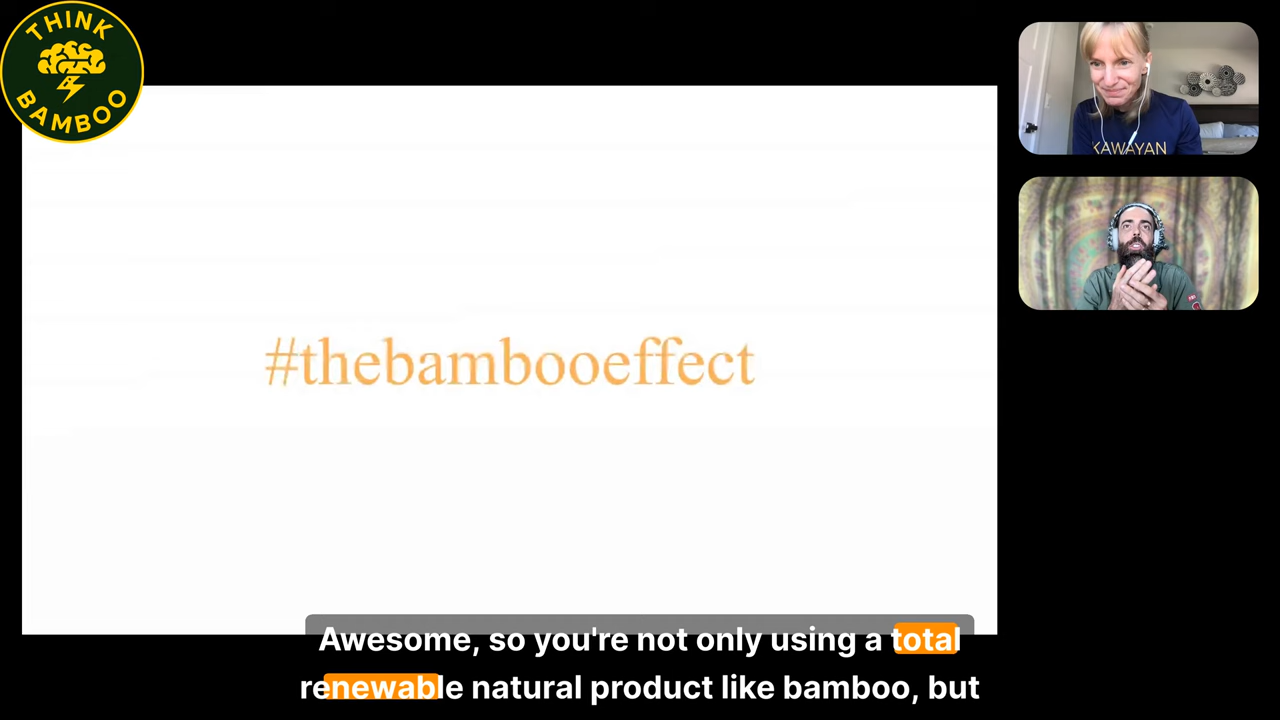 THINK
BAMBOO
KAWAYAN
#thebambooeffect
Awesome, so you're not only using a total
renewable natural product like bamboo, but